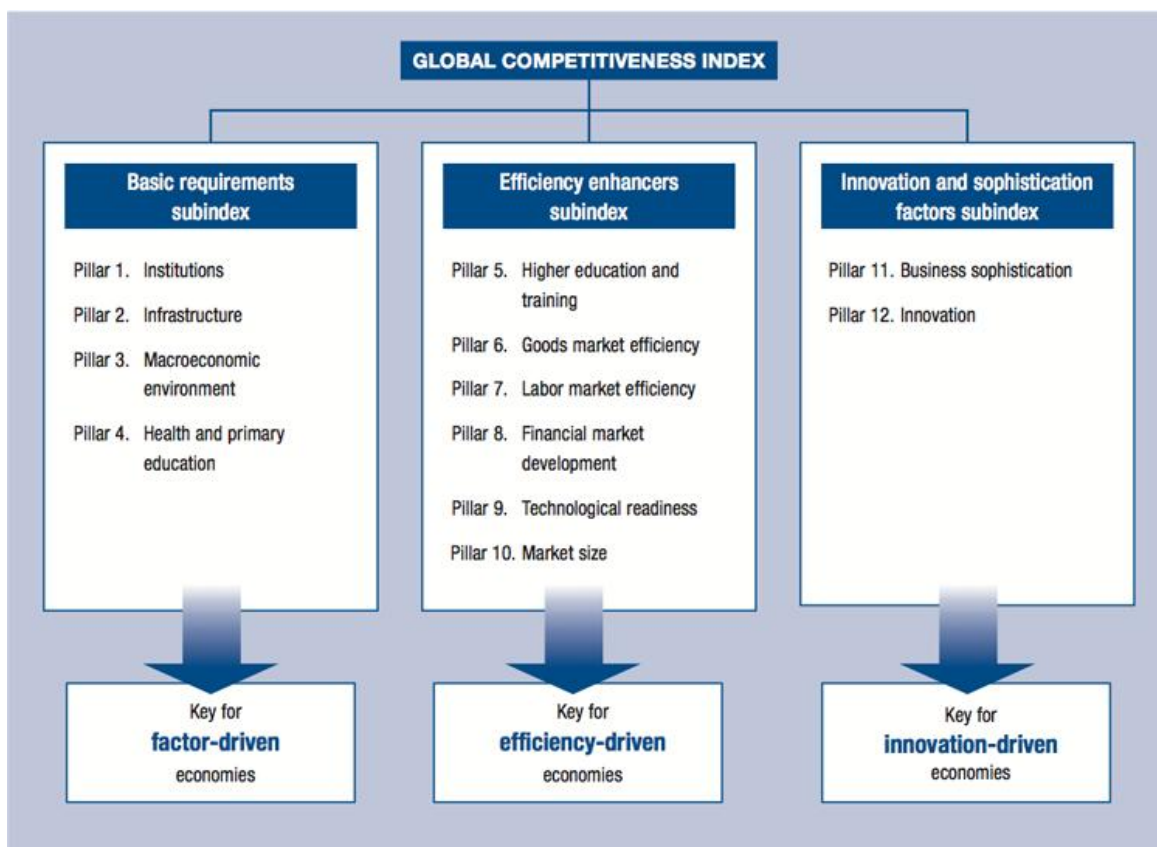 GLOBAL COMPETITIVENESS INDEX
Basic requirements
subindex
Pillar 1. Institutions
Pillar 2. Infrastructure
Pillar 3. Macroeconomic
environment
Pillar 4. Health and primary
education
Key for
factor-driven
economies
Efficiency enhancers
subindex
Pillar 5. Higher education and
training
Pillar 6. Goods market efficiency
Pillar 7. Labor market efficiency
Pillar 8. Financial market
development
Pillar 9. Technological readiness
Pillar 10. Market size
Key for
efficiency-driven
economies
Innovation and sophistication
factors subindex
Pillar 11. Business sophistication
Pillar 12. Innovation
Key for
innovation-driven
economies